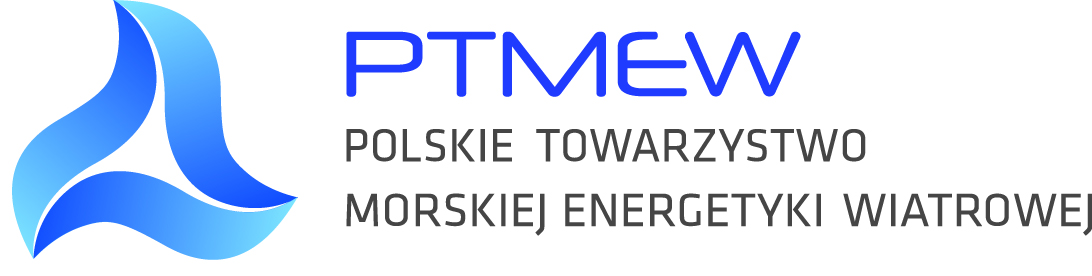 PTMEW
POLSKIE TOWARZYSTWO
MORSKIEJ ENERGETYKI WIATROWEJ